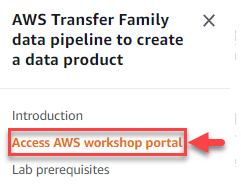 AWS Transfer Family
data pipeline to create
a data product
Introduction
Access AWS workshop portal
Lab prerequisites